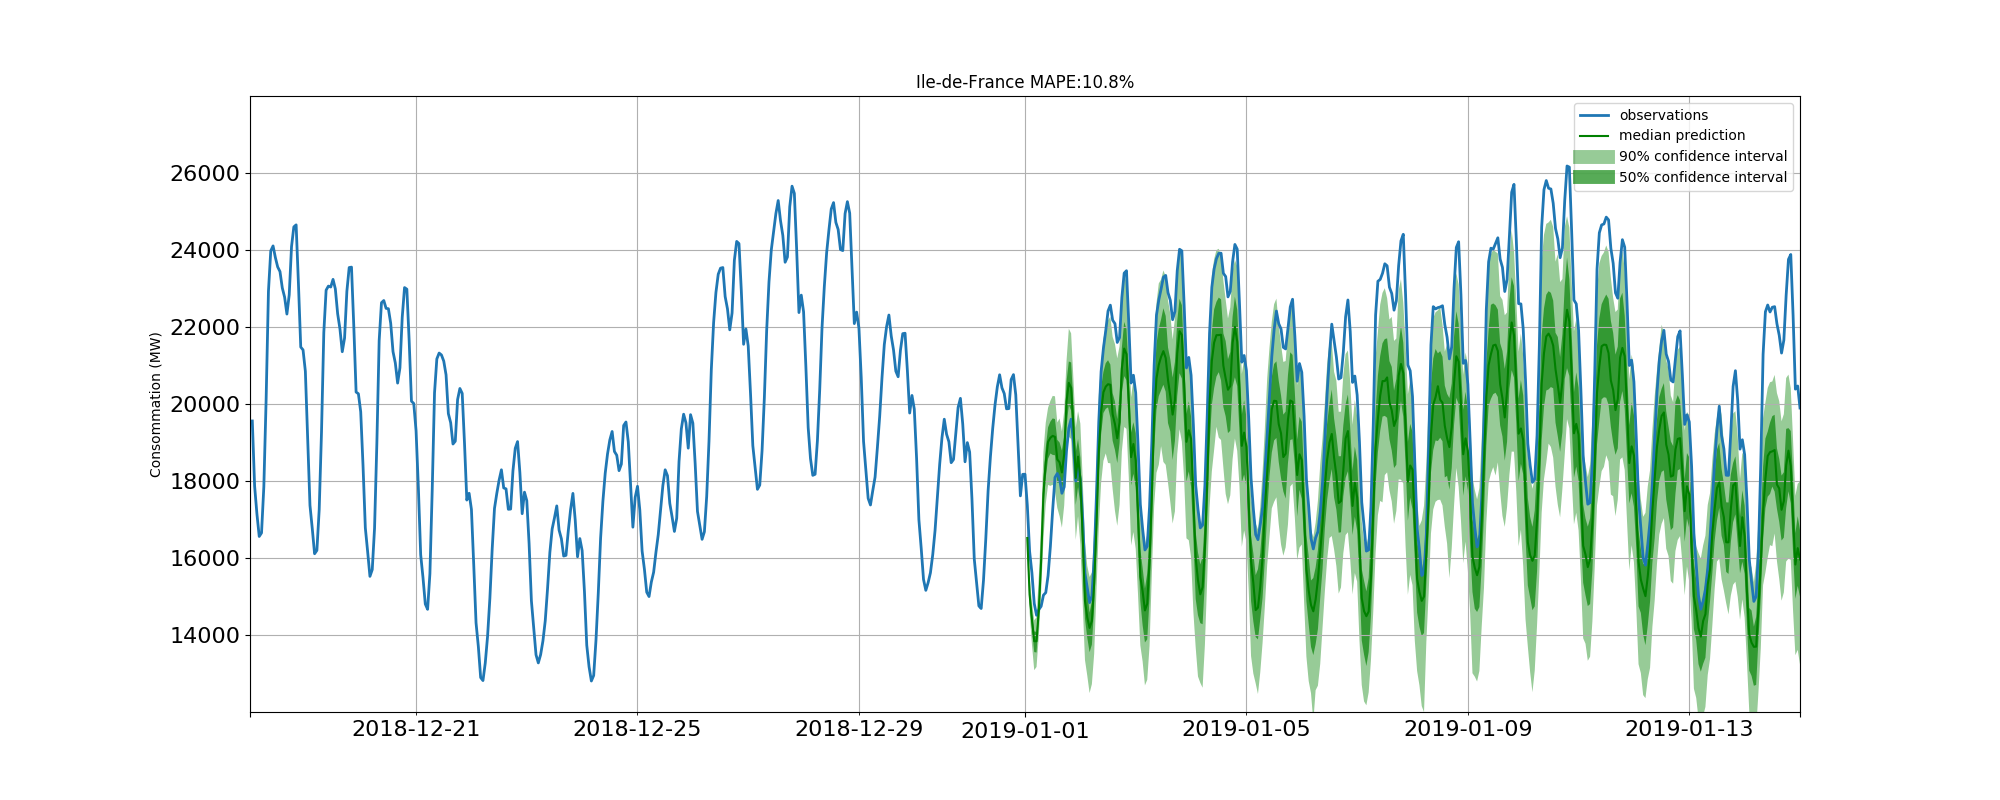 Ile-de-France MAPE:10.8%
observations
median prediction
90% confidence interval
50% confidence interval
Consommation (MW)
26000
24000
22000
20000
18000
16000
14000
2018-12-21 2018-12-25 2018-12-29 2019-01-01 2019-01-05 2019-01-09 2019-01-13